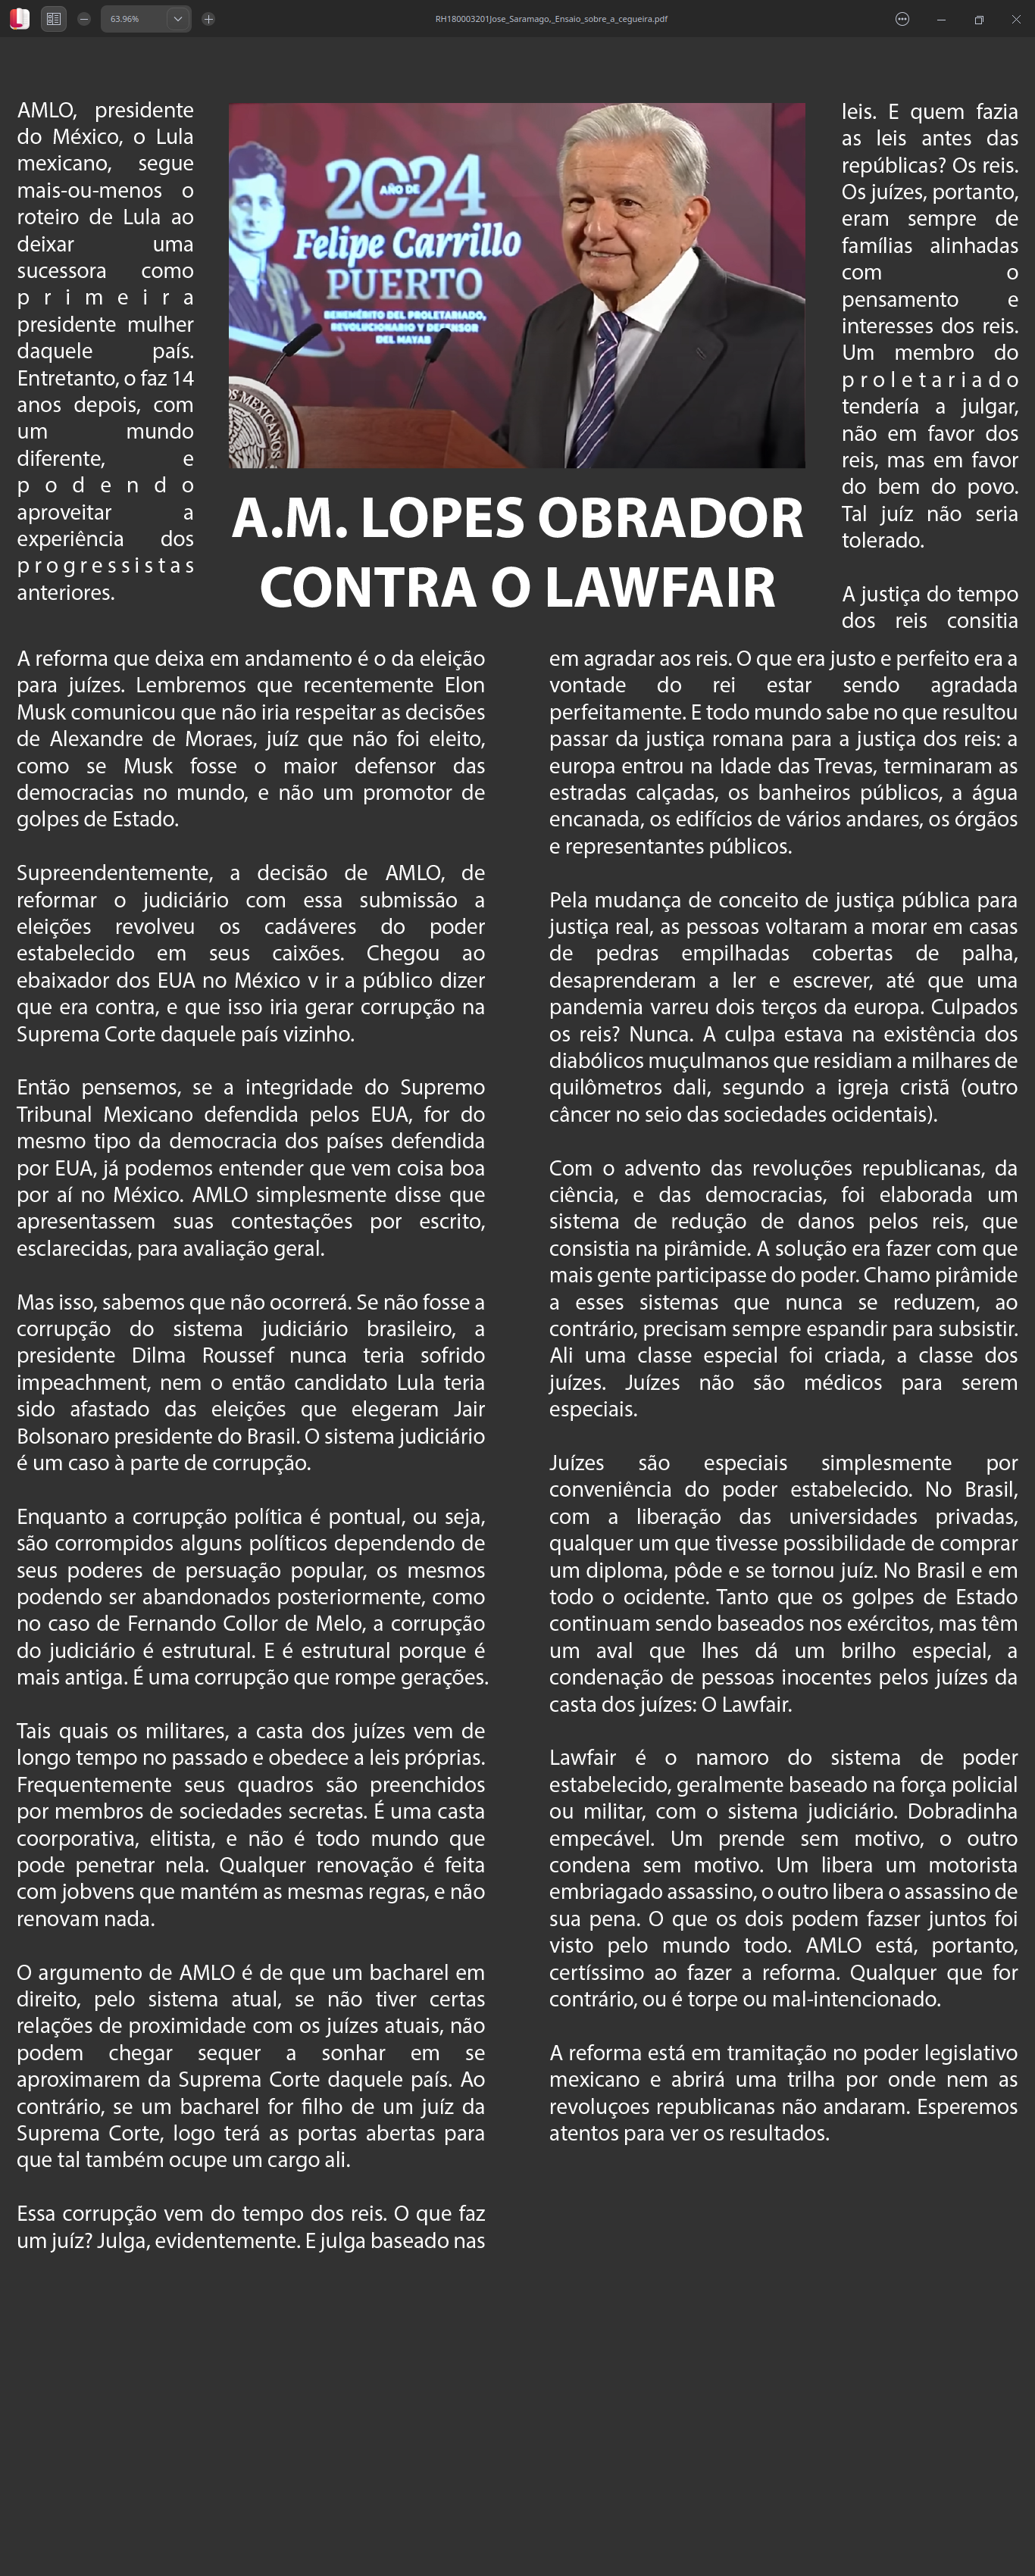 63.96%
RH180003201Jose_Saramago,_Ensaio_sobre_a_cegueira.pdf
AMLO, presidente
do México, o Lula
mexicano, segue
mais-ou-menos o
roteiro de Lula ao
deixar uma
sucessora como
primeira
presidente mulher
daquele país.
Entretanto, o faz 14
anos depois, com
um mundo
diferente, e
podendo
aproveitar a
experiência dos
progressistas
anteriores.
2024
AÑO DE
Felipe Carrillo
PUERTO
BENEMÉRITO DEL PROLETARIADO,
REVOLUCIONARIO Y DEFENSOR
DEL MAYAB
MEXICANOS
A.M. LOPES OBRADOR
CONTRA O LAWFAIR
A reforma que deixa em andamento é o da eleição
para juízes. Lembremos que recentemente Elon
Musk comunicou que não iria respeitar as decisões
de Alexandre de Moraes, juíz que não foi eleito,
como se Musk fosse o maior defensor das
democracias no mundo, e não um promotor de
golpes de Estado.
Supreendentemente, a decisão de AMLO, de
reformar o judiciário com essa submissão a
eleições revolveu os cadáveres do poder
estabelecido em seus caixões. Chegou ao
ebaixador dos EUA no México v ir a público dizer
que era contra, e que isso iria gerar corrupção na
Suprema Corte daquele país vizinho.
Então pensemos, se a integridade do Supremo
Tribunal Mexicano defendida pelos EUA, for do
mesmo tipo da democracia dos países defendida
por EUA, já podemos entender que vem coisa boa
por aí no México. AMLO simplesmente disse que
apresentassem suas contestações por escrito,
esclarecidas, para avaliação geral.
Mas isso, sabemos que não ocorrerá. Se não fosse a
corrupção do sistema judiciário brasileiro, a
presidente Dilma Roussef nunca teria sofrido
impeachment, nem o então candidato Lula teria
sido afastado das eleições que elegeram Jair
Bolsonaro presidente do Brasil. O sistema judiciário
é um caso à parte de corrupção.
Enquanto a corrupção política é pontual, ou seja,
são corrompidos alguns políticos dependendo de
seus poderes de persuação popular, os mesmos
podendo ser abandonados posteriormente, como
no caso de Fernando Collor de Melo, a corrupção
do judiciário é estrutural. E é estrutural porque é
mais antiga. É uma corrupção que rompe gerações.
Tais quais os militares, a casta dos juízes vem de
longo tempo no passado e obedece a leis próprias.
Frequentemente seus quadros são preenchidos
por membros de sociedades secretas. É uma casta
coorporativa, elitista, e não é todo mundo que
pode penetrar nela. Qualquer renovação é feita
com jobvens que mantém as mesmas regras, e não
renovam nada.
O argumento de AMLO é de que um bacharel em
direito, pelo sistema atual, se não tiver certas
relações de proximidade com os juízes atuais, não
podem chegar sequer a sonhar em se
aproximarem da Suprema Corte daquele país. Ao
contrário, se um bacharel for filho de um juíz da
Suprema Corte, logo terá as portas abertas para
que tal também ocupe um cargo ali.
Essa corrupção vem do tempo dos reis. O que faz
um juíz? Julga, evidentemente. E julga baseado nas
leis. E quem fazia
as leis antes das
repúblicas? Os reis.
Os juízes, portanto,
eram sempre de
famílias alinhadas
com o
pensamento e
interesses dos reis.
Um membro do
proletariado
tendería a julgar,
não em favor dos
reis, mas em favor
do bem do povo.
Tal juíz não seria
tolerado.
A justiça do tempo
dos reis consitia
em agradar aos reis. O que era justo e perfeito era a
vontade do rei estar sendo agradada
perfeitamente. E todo mundo sabe no que resultou
passar da justiça romana para a justiça dos reis: a
europa entrou na Idade das Trevas, terminaram as
estradas calçadas, os banheiros públicos, a água
encanada, os edifícios de vários andares, os órgãos
e representantes públicos.
Pela mudança de conceito de justiça pública para
justiça real, as pessoas voltaram a morar em casas
de pedras empilhadas cobertas de palha,
desaprenderam a ler e escrever, até que uma
pandemia varreu dois terços da europa. Culpados
os reis? Nunca. A culpa estava na existência dos
diabólicos muçulmanos que residiam a milhares de
quilômetros dali, segundo a igreja cristã (outro
câncer no seio das sociedades ocidentais).
Com o advento das revoluções republicanas, da
ciência, e das democracias, foi elaborada um
sistema de redução de danos pelos reis, que
consistia na pirâmide. A solução era fazer com que
mais gente participasse do poder. Chamo pirâmide
a esses sistemas que nunca se reduzem, ao
contrário, precisam sempre espandir para subsistir.
Ali uma classe especial foi criada, a classe dos
juízes. Juízes não são médicos para serem
especiais.
Juízes são especiais simplesmente por
conveniência do poder estabelecido. No Brasil,
com a liberação das universidades privadas,
qualquer um que tivesse possibilidade de comprar
um diploma, pôde e se tornou juíz. No Brasil e em
todo o ocidente. Tanto que os golpes de Estado
continuam sendo baseados nos exércitos, mas têm
um aval que lhes dá um brilho especial, a
condenação de pessoas inocentes pelos juízes da
casta dos juízes: O Lawfair.
Lawfair é o namoro do sistema de poder
estabelecido, geralmente baseado na força policial
ou militar, com o sistema judiciário. Dobradinha
empecável. Um prende sem motivo, o outro
condena sem motivo. Um libera um motorista
embriagado assassino, o outro libera o assassino de
sua pena. O que os dois podem fazser juntos foi
visto pelo mundo todo. AMLO está, portanto,
certíssimo ao fazer a reforma. Qualquer que for
contrário, ou é torpe ou mal-intencionado.
A reforma está em tramitação no poder legislativo
mexicano e abrirá uma trilha por onde nem as
revoluçoes republicanas não andaram. Esperemos
atentos para ver os resultados.